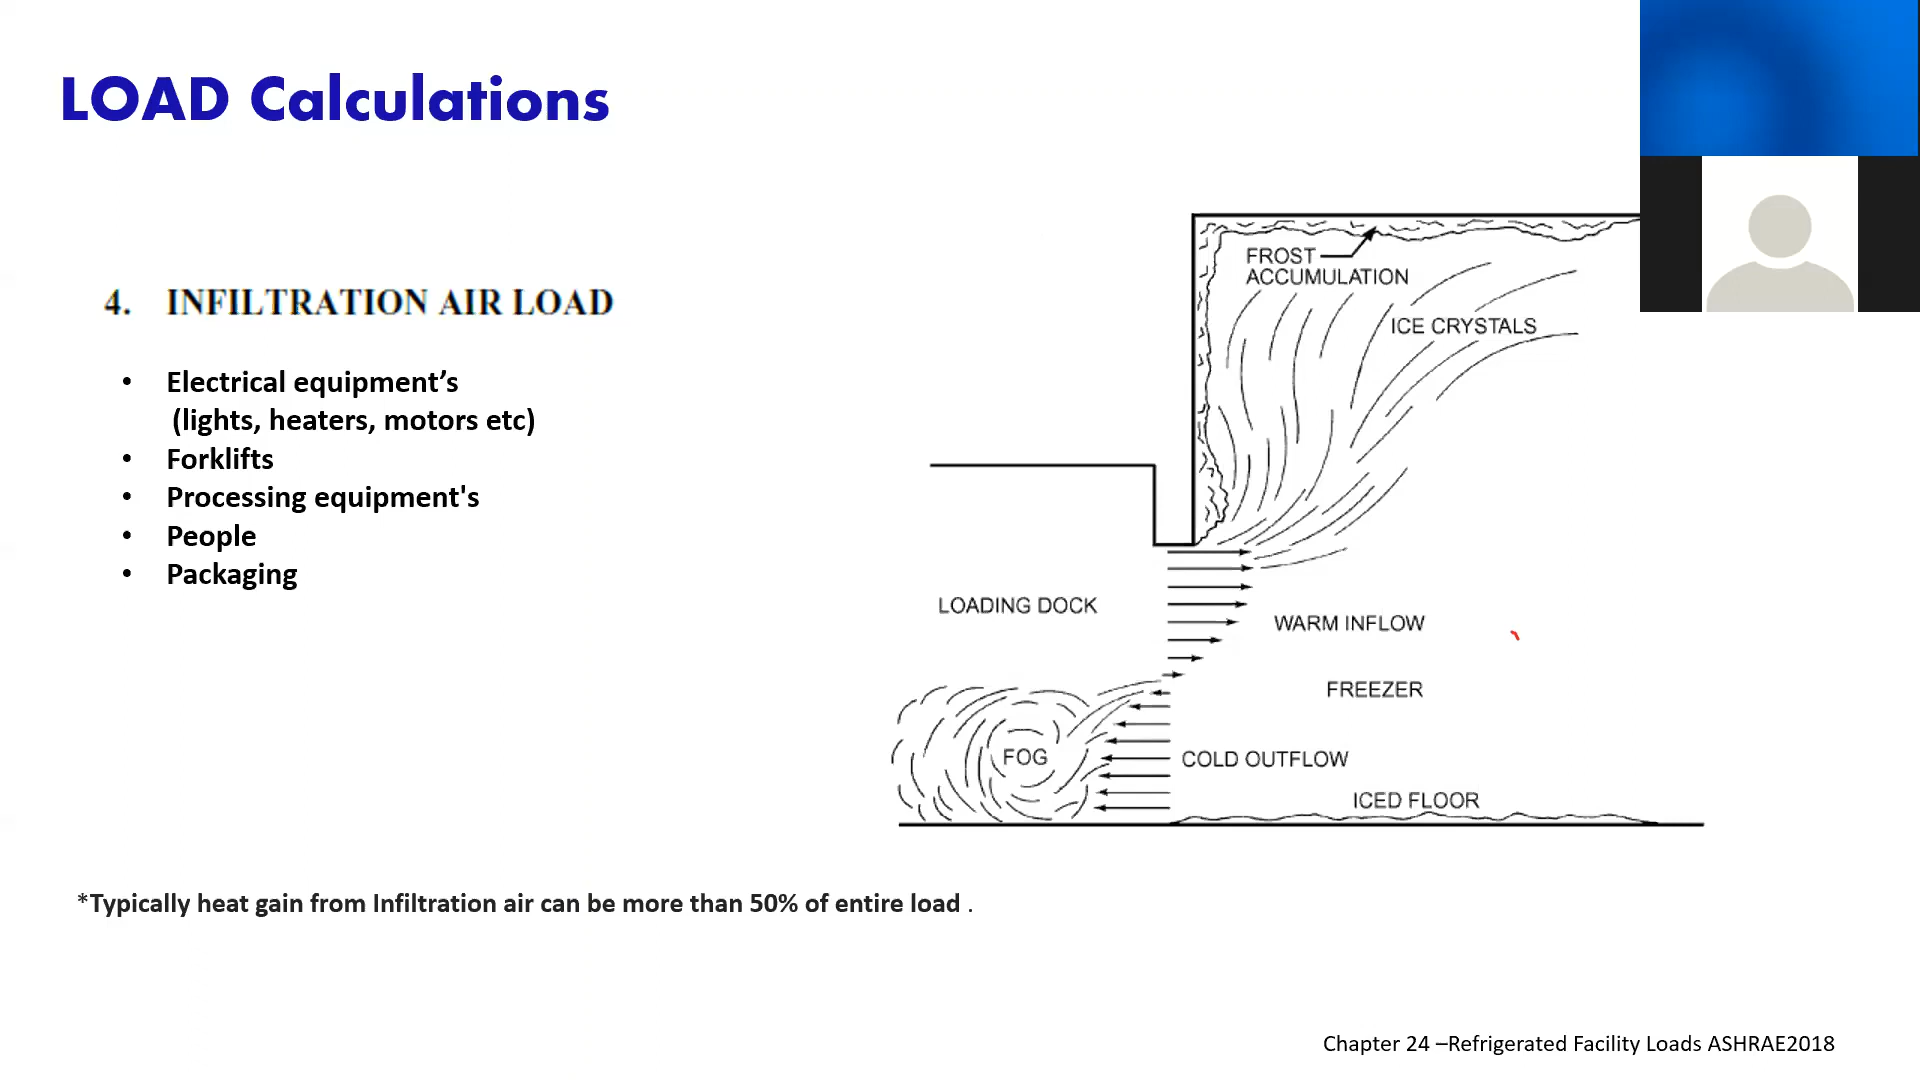 LOAD Calculations
4. INFILTRATION AIR LOAD
• Electrical equipment’s
(lights, heaters, motors etc)
• Forklifts
• Processing equipment's
• People
• Packaging
FROST
ACCUMULATION
ICE CRYSTALS
LOADING DOCK
WARM INFLOW
FREEZER
FOG
COLD OUTFLOW
ICED FLOOR
*Typically heat gain from Infiltration air can be more than 50% of entire load .
Chapter 24 –Refrigerated Facility Loads ASHRAE2018